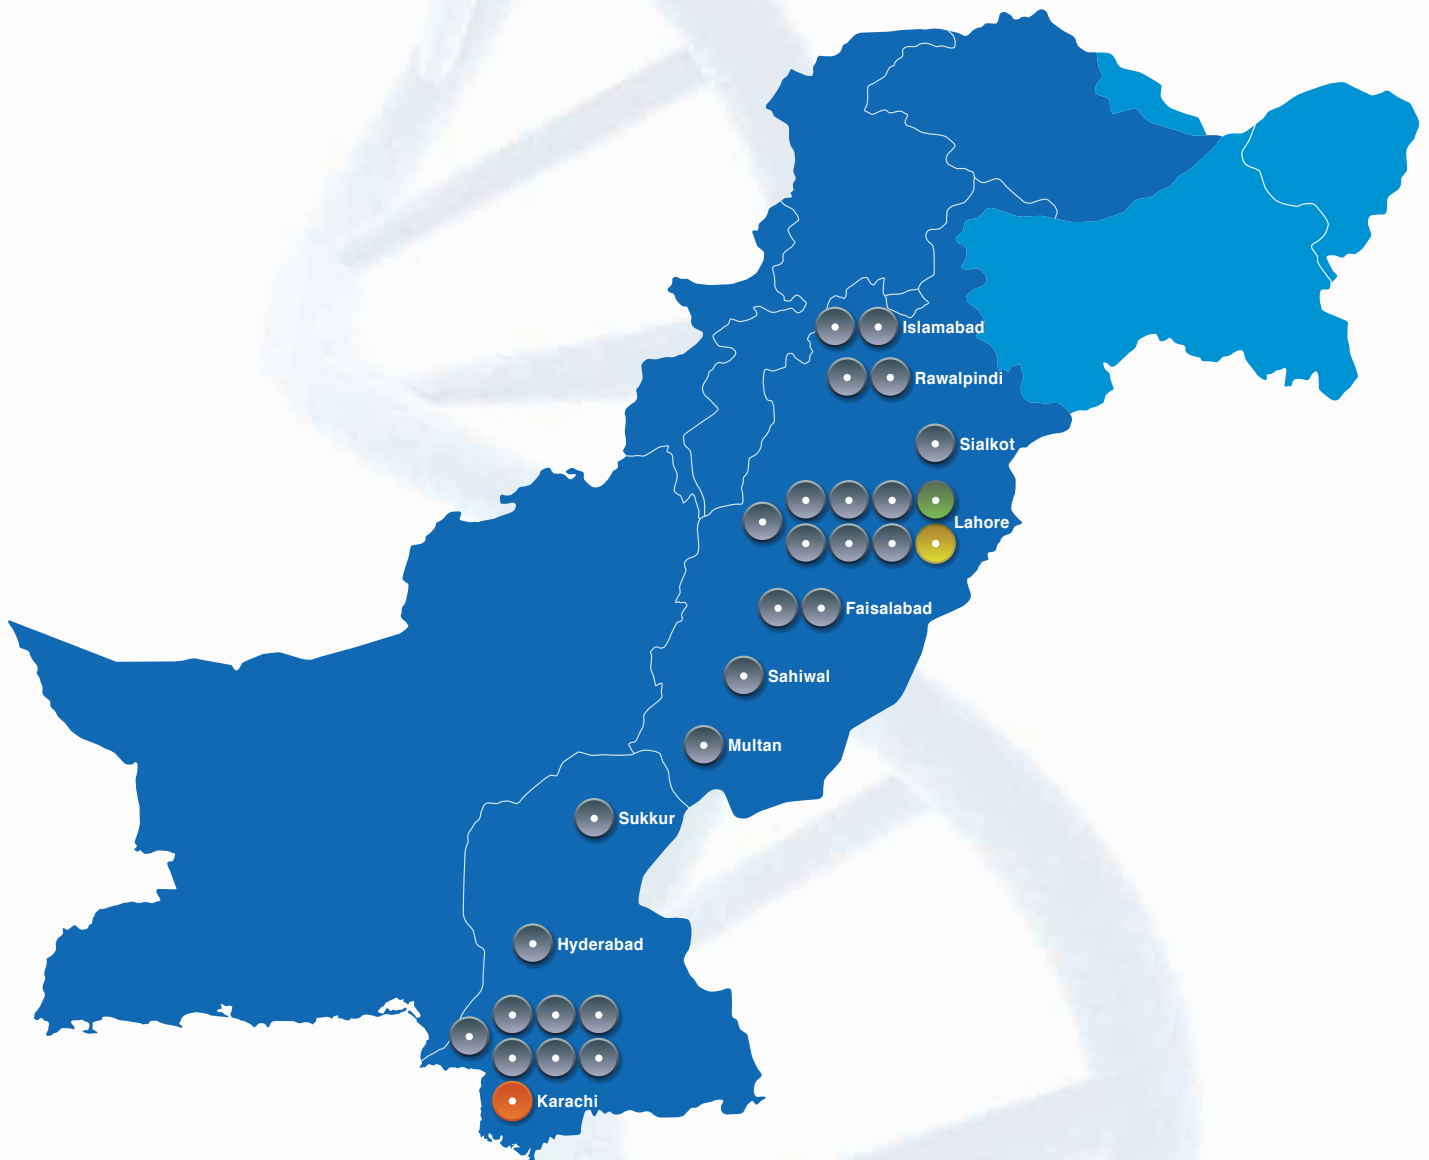 Islamabad
Rawalpindi
Sialkot
Lahore
Faisalabad
Sahiwal
Multan
Sukkur
Hyderabad
Karachi